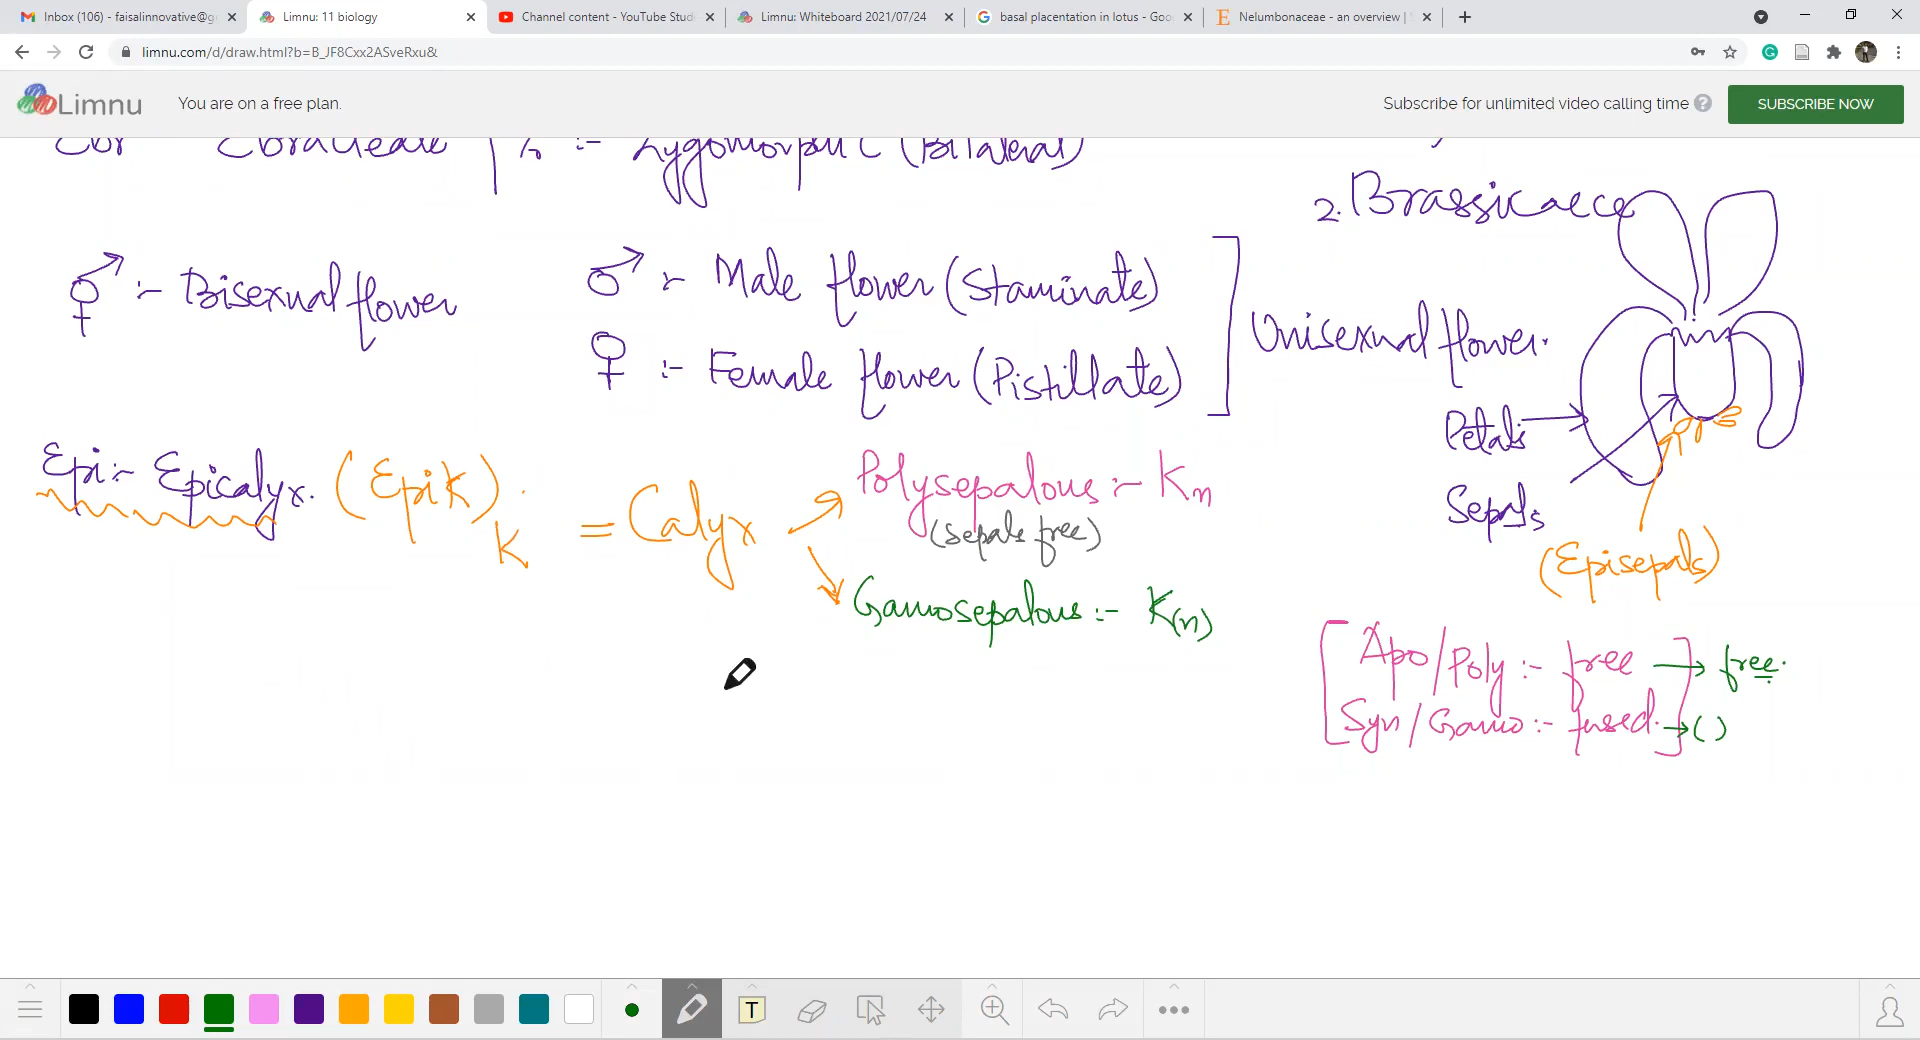 Inbox (106) - faisalinnovative@g
Limnu: 11 biology
Channel content - YouTube Stud
Limnu: Whiteboard 2021/07/24
basal placentation in lotus - Goo
Nelumbonaceae - an overview |
limnu.com/d/draw.html?b=B_JF8Cxx2ASveRxu&
Limnu
You are on a free plan.
Subscribe for unlimited video calling time ?
SUBSCRIBE NOW
Ebr Ebracteate % :- Zygomorphic (Bilateral)
2. Brassicaece
⚥ :- Bisexual flower
♂ :- Male flower (Staminate)
♀ :- Female flower (Pistillate)
Unisexual flower.
Petals
Sepals
(Episepals)
Epi :- Epicalyx. (EpiK)
K = Calyx
Polysepalous :- Kn
(sepals free)
Gamosepalous :- K(n)
Apo/Poly :- free → free.
Syn/Gamo :- fused. → ( )
T